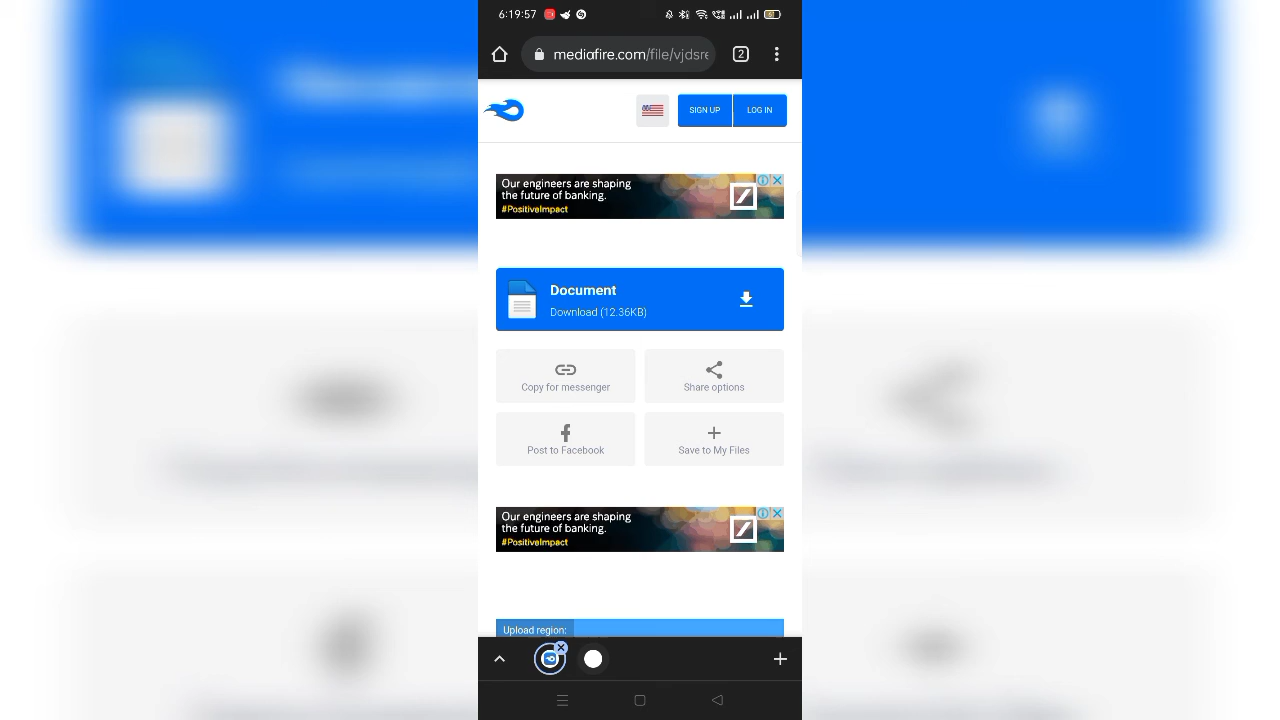 6:19:57
mediafire.com/file/vjdsre
2
SIGN UP
LOG IN
Our engineers are shaping
the future of banking.
#PositiveImpact
Document
Download (12.36KB)
Copy for messenger
Share options
Post to Facebook
Save to My Files
Our engineers are shaping
the future of banking.
#PositiveImpact
Upload region: